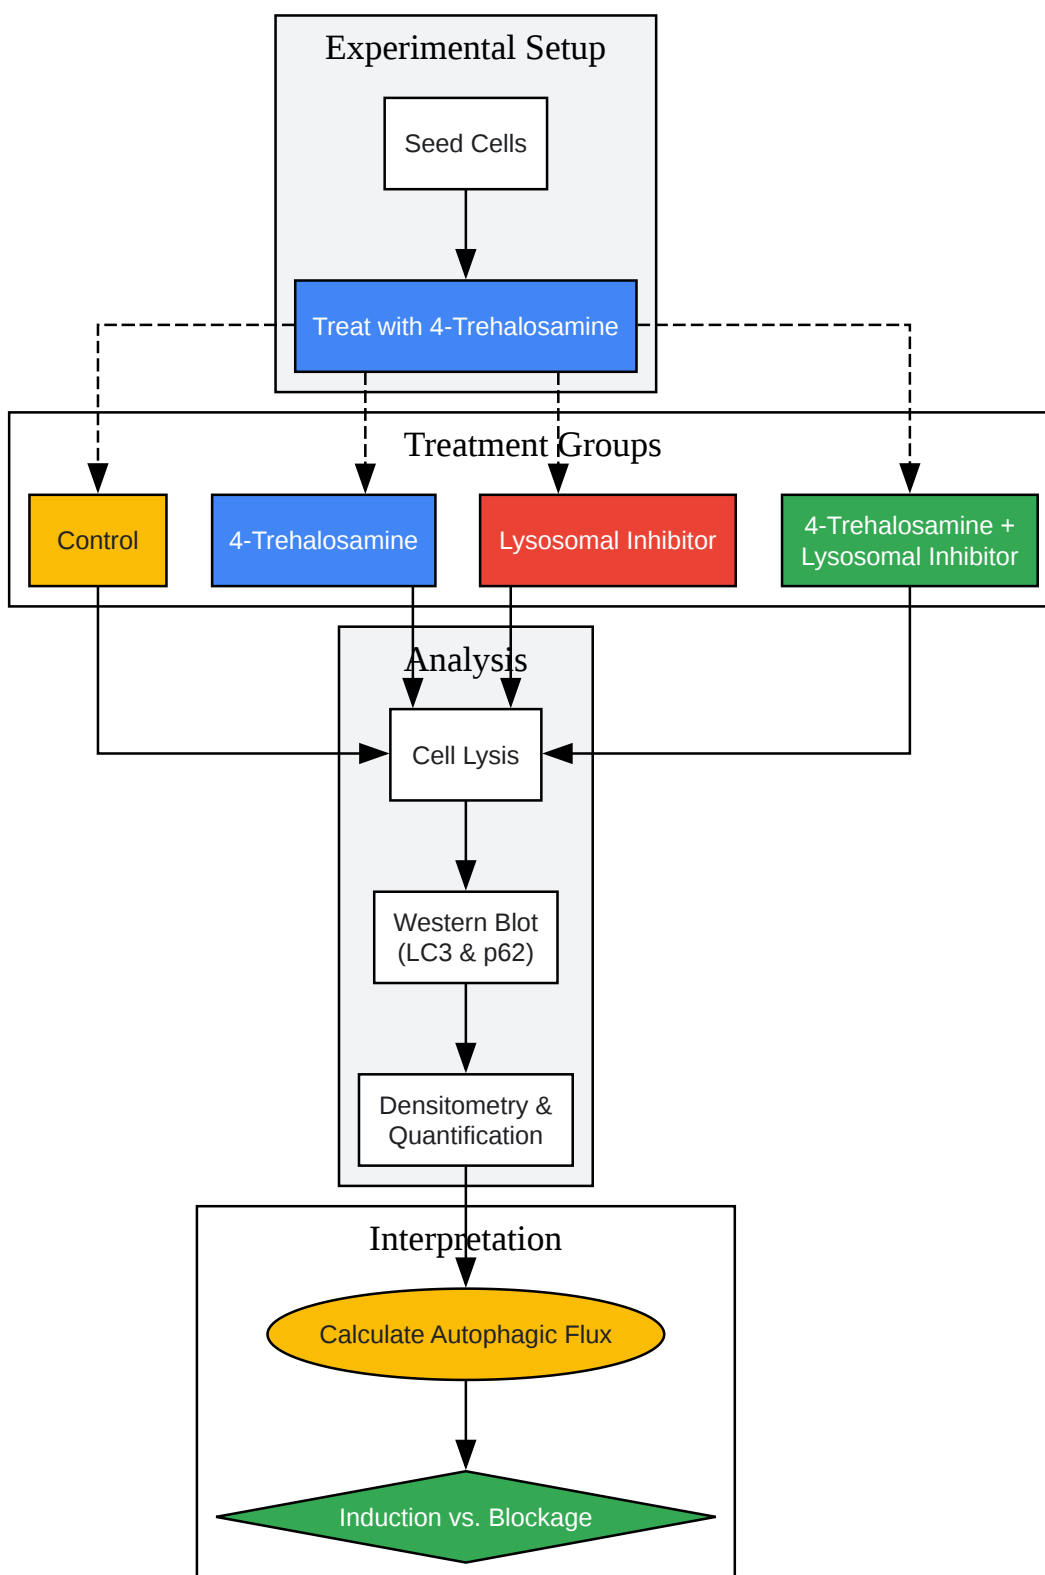 Experimental Setup
Seed Cells
Treat with 4-Trehalosamine
Treatment Groups
Control
4-Trehalosamine
Lysosomal Inhibitor
4-Trehalosamine +
Lysosomal Inhibitor
Analysis
Cell Lysis
Western Blot
(LC3 & p62)
Densitometry &
Quantification
Interpretation
Calculate Autophagic Flux
Induction vs. Blockage